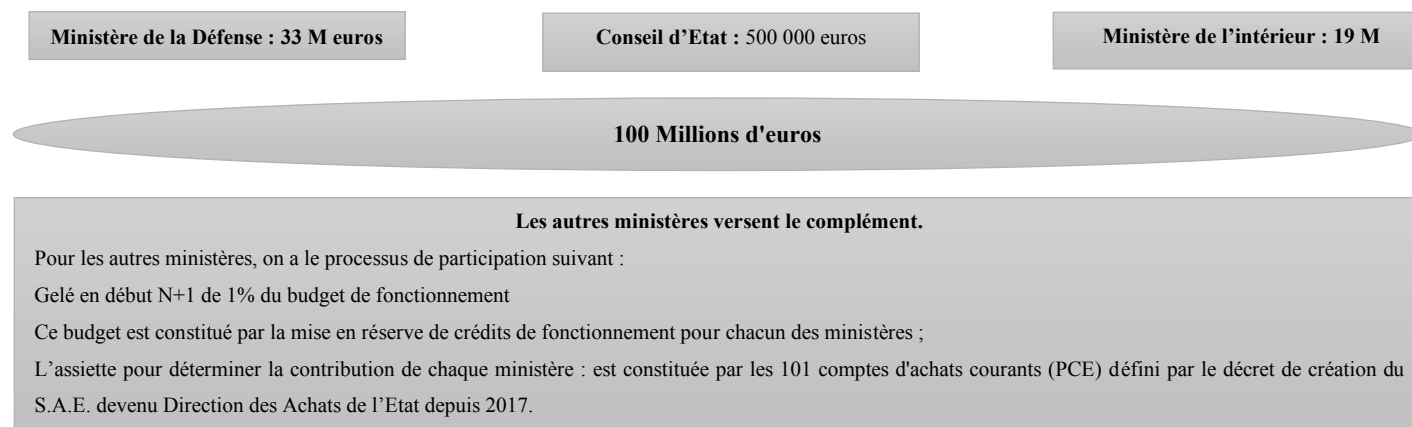 Ministère de la Défense : 33 M euros
Conseil d’Etat : 500 000 euros
Ministère de l’intérieur : 19 M
100 Millions d'euros
Les autres ministères versent le complément.
Pour les autres ministères, on a le processus de participation suivant :
Gelé en début N+1 de 1% du budget de fonctionnement
Ce budget est constitué par la mise en réserve de crédits de fonctionnement pour chacun des ministères ;
L’assiette pour déterminer la contribution de chaque ministère : est constituée par les 101 comptes d'achats courants (PCE) défini par le décret de création du
S.A.E. devenu Direction des Achats de l’Etat depuis 2017.